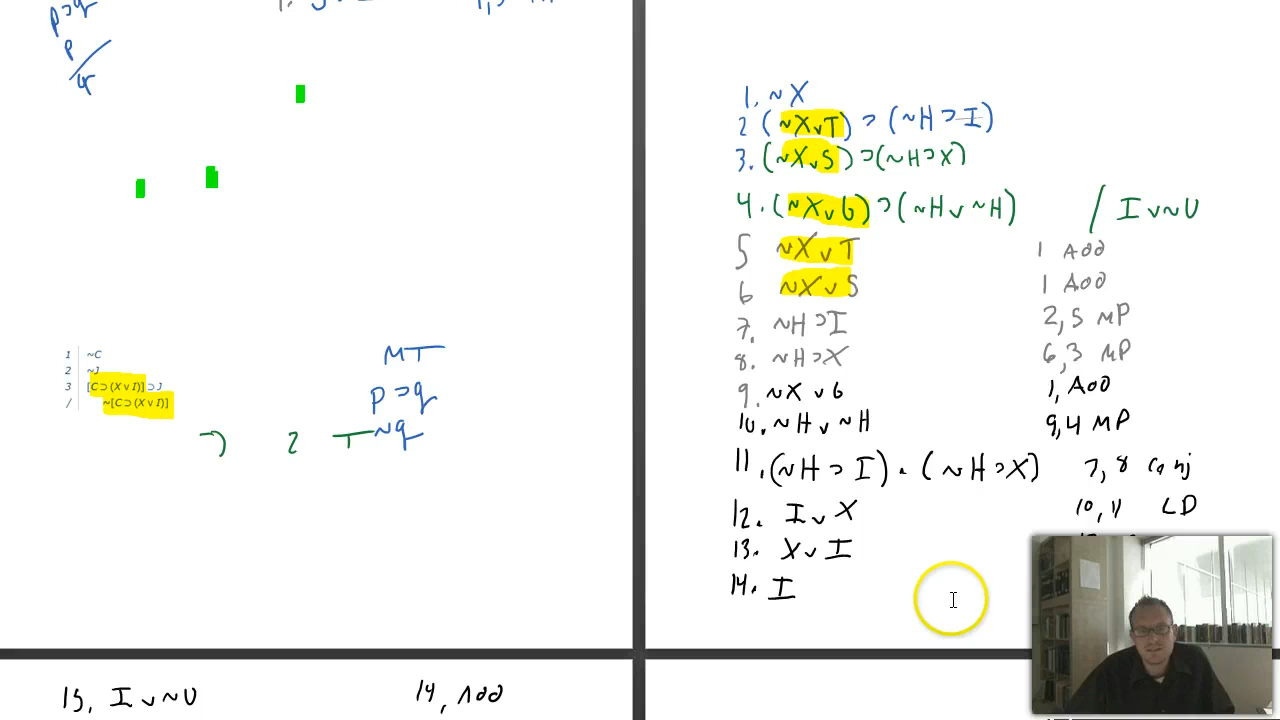 p⊃q
p
q
1 ~C
2 ~J
3 [C⊃(X∨I)]⊃J
/ ~[C⊃(X∨I)]
MT
p⊃q
~q
⊃ 2 T
1. ~X
2 (~X∨T)⊃(~H⊃I)
3. (~X∨S)⊃(~H⊃X)
4. (~X∨G)⊃(~H∨~H) / I∨~U
5 ~X∨T 1 ADD
6 ~X∨S 1 ADD
7. ~H⊃I 2,5 MP
8. ~H⊃X 6,3 MP
9. ~X∨G 1, ADD
10. ~H∨~H 9,4 MP
11. (~H⊃I)·(~H⊃X) 7,8 Conj
12. I∨X 10,11 CD
13. X∨I
14. I
15, I∨~U 14, ADD